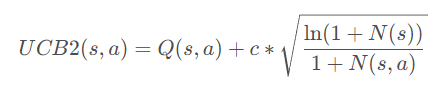 UCB2(s, a) = Q(s, a) + c * √(ln(1 + N(s)) / (1 + N(s, a)))